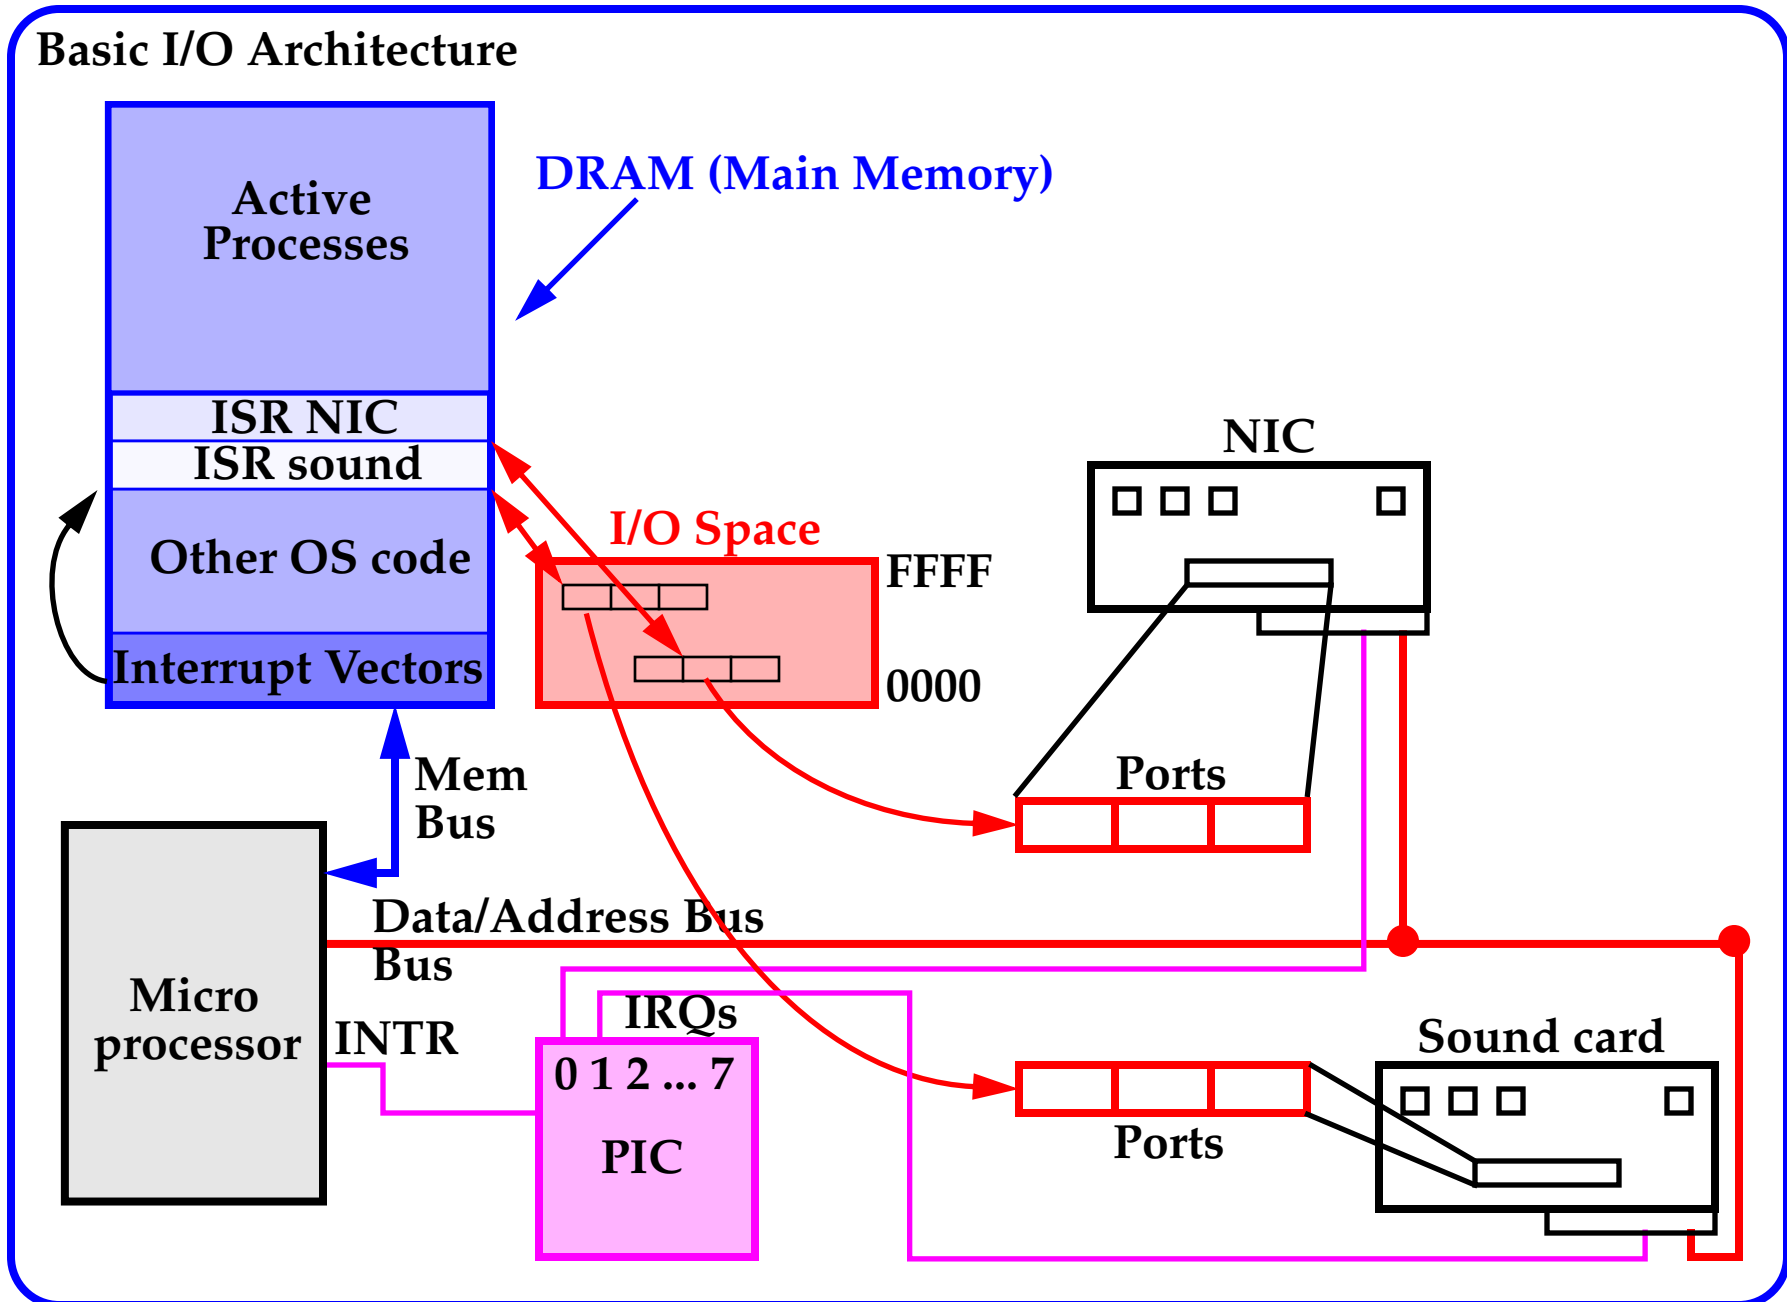 Basic I/O Architecture
Active
Processes
DRAM (Main Memory)
ISR NIC
ISR sound
Other OS code
Interrupt Vectors
I/O Space
FFFF
0000
NIC
Ports
Mem
Bus
Data/Address Bus
Bus
Micro
processor
INTR
IRQs
0 1 2 ... 7
PIC
Sound card
Ports